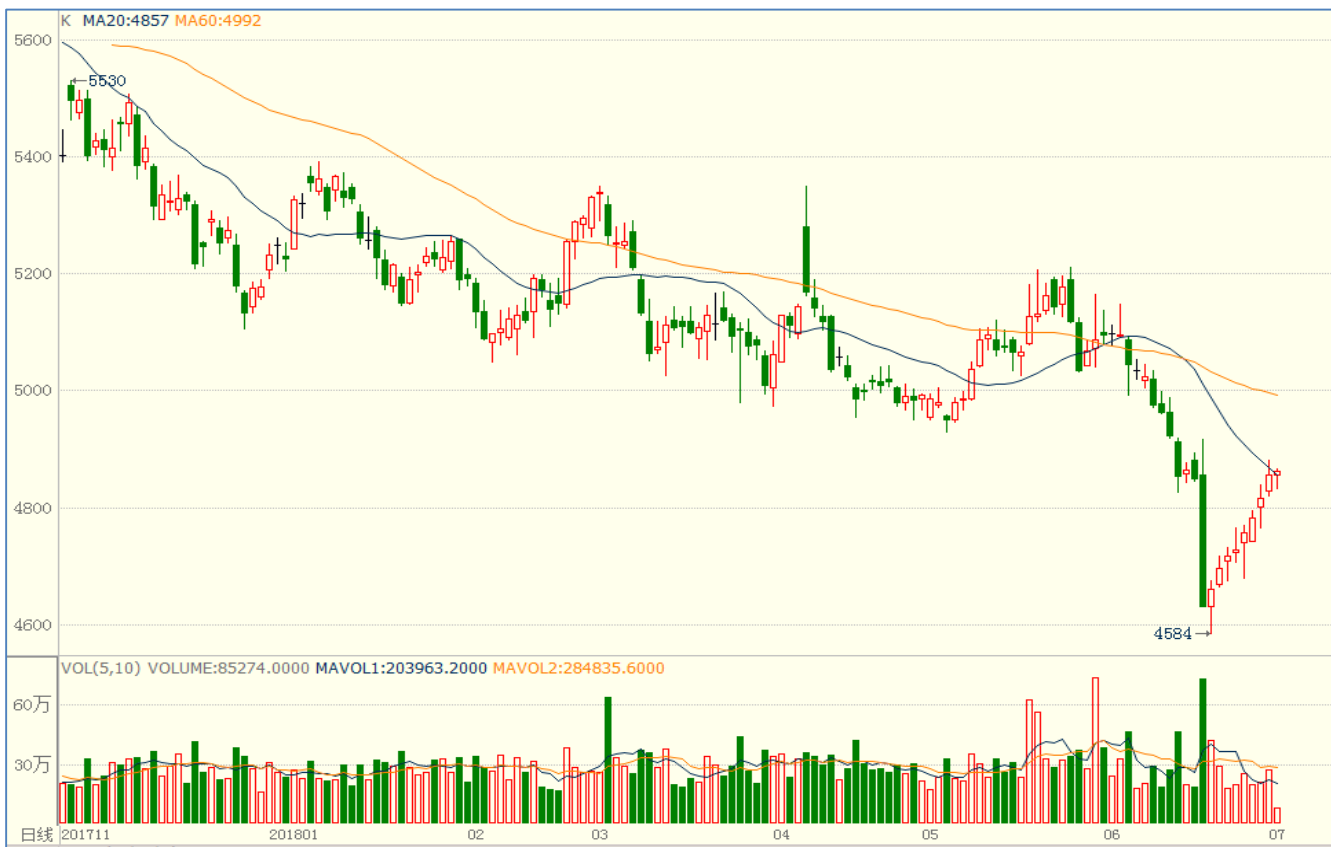 K MA20:4857 MA60:4992
5600
←5530
5400
5200
5000
4800
4600
4584→
VOL(5,10) VOLUME:85274.0000 MAVOL1:203963.2000 MAVOL2:284835.6000
60万
30万
日线 201711 201801 02 03 04 05 06 07